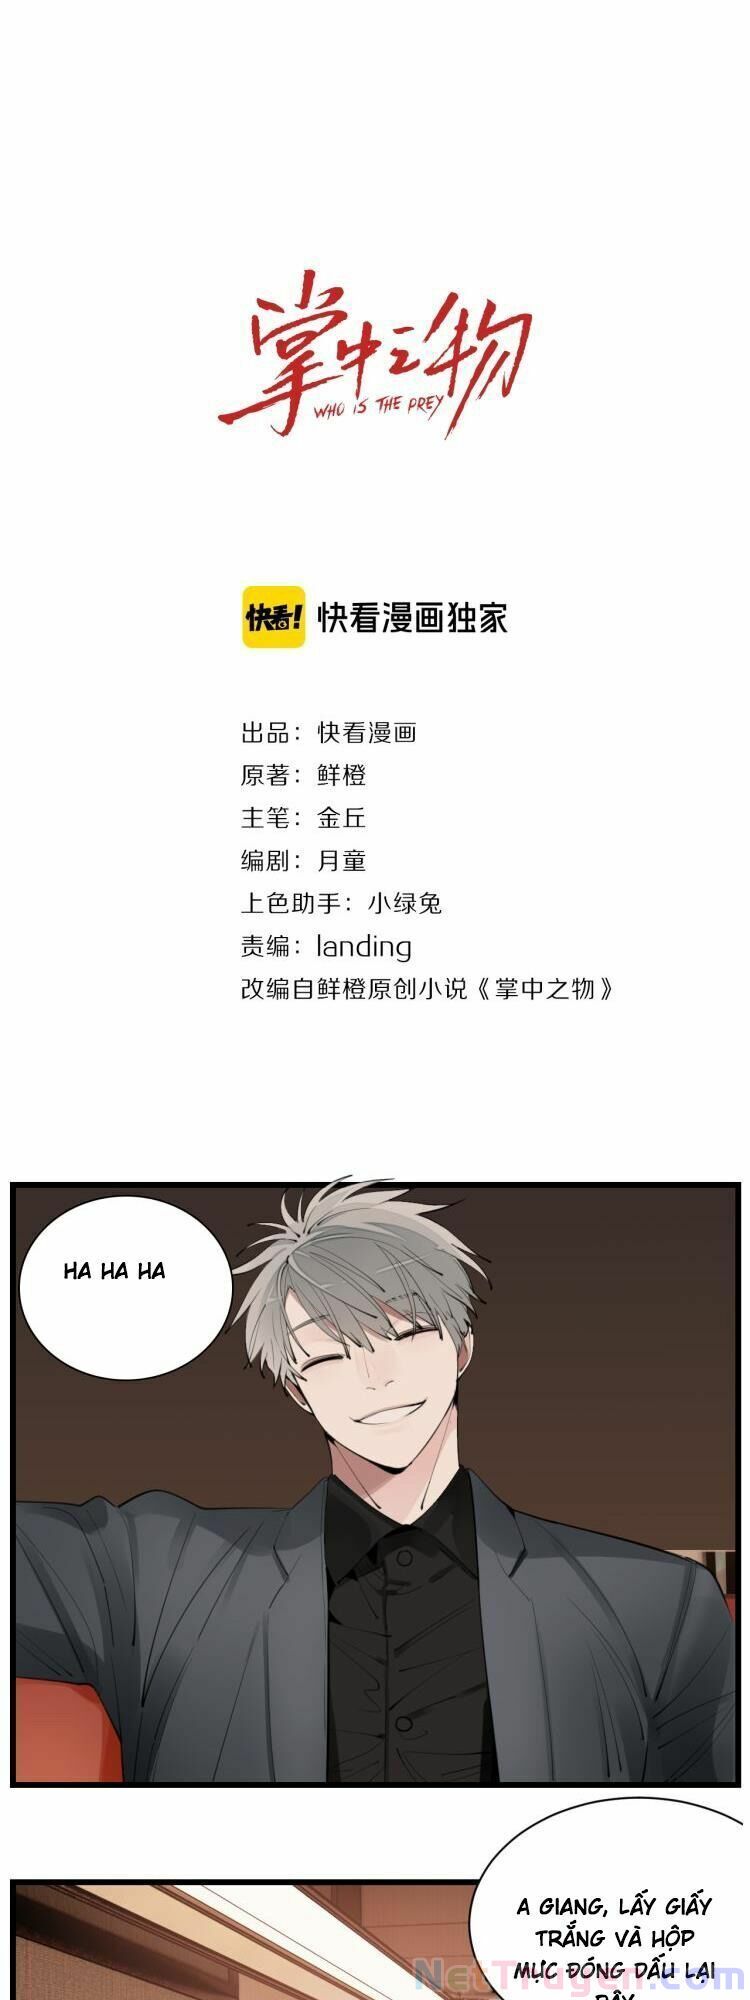 掌中之物
WHO IS THE PREY
快看! 快看漫画独家
出品：快看漫画
原著：鲜橙
主笔：金丘
编剧：月童
上色助手：小绿兔
责编：landing
改编自鲜橙原创小说《掌中之物》
HA HA HA
A GIANG, LẤY GIẤY
TRẮNG VÀ HỘP
MỰC ĐÓNG DẤU LẠI
ĐÂY
NetTruyen.com